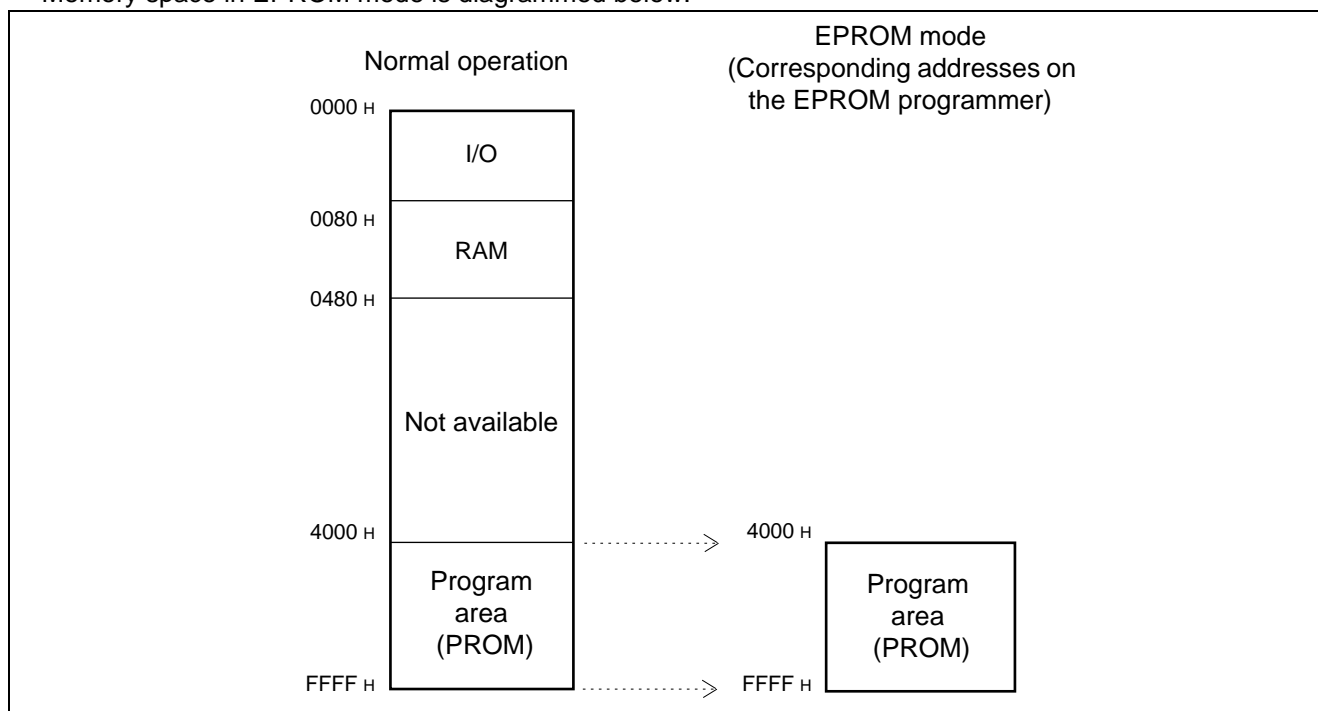 Memory space in EPROM mode is diagrammed below.
Normal operation
EPROM mode
(Corresponding addresses on
the EPROM programmer)
0000 H
I/O
0080 H
RAM
0480 H
Not available
4000 H
4000 H
Program
area
(PROM)
Program
area
(PROM)
FFFF H
FFFF H